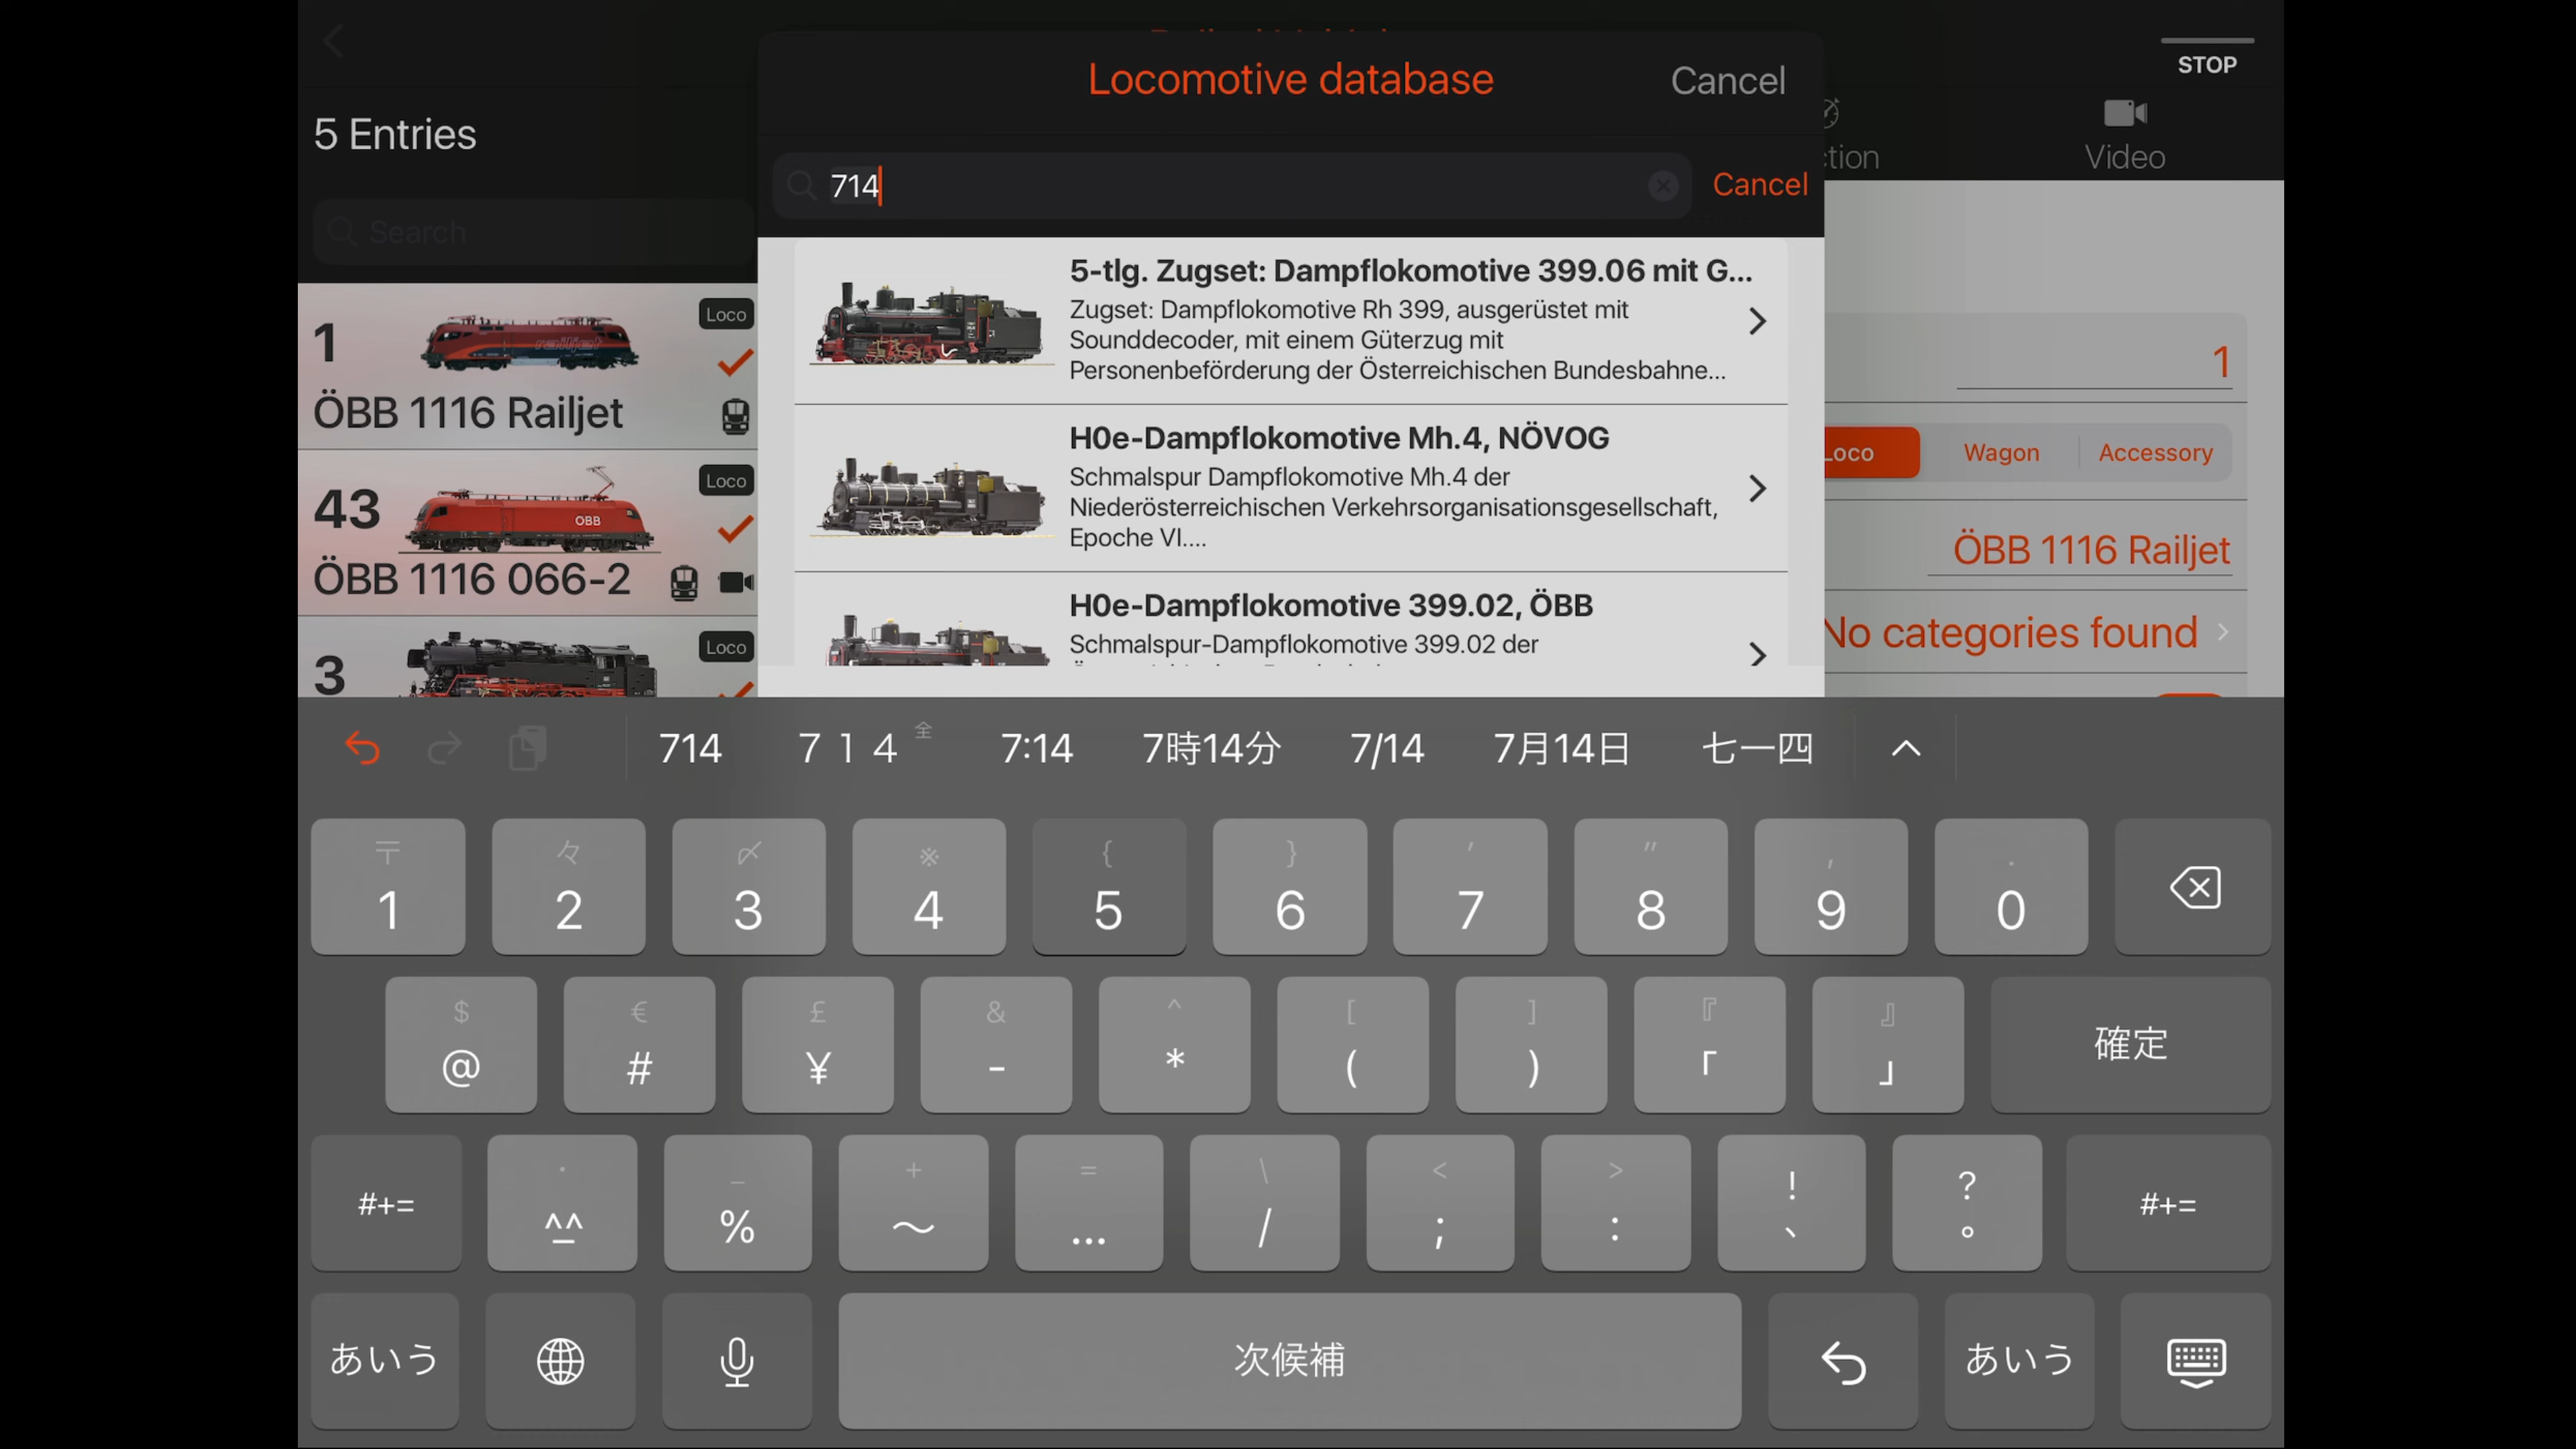 Locomotive database
Cancel
STOP
5 Entries
714
Cancel
ction
Video
Search
1
Loco
railjet
ÖBB 1116 Railjet
43
Loco
ÖBB
ÖBB 1116 066-2
3
Loco
5-tlg. Zugset: Dampflokomotive 399.06 mit G...
Zugset: Dampflokomotive Rh 399, ausgerüstet mit
Sounddecoder, mit einem Güterzug mit
Personenbeförderung der Österreichischen Bundesbahne...
H0e-Dampflokomotive Mh.4, NÖVOG
Schmalspur Dampflokomotive Mh.4 der
Niederösterreichischen Verkehrsorganisationsgesellschaft,
Epoche VI....
H0e-Dampflokomotive 399.02, ÖBB
Schmalspur-Dampflokomotive 399.02 der
1
Loco Wagon Accessory
ÖBB 1116 Railjet
No categories found
714 ７１４ 全 7:14 7時14分 7/14 7月14日 七一四
〒 々 〆 ※ { } ′ ″ , .
1 2 3 4 5 6 7 8 9 0
$ € £ & ^ [ ] 『 』
@ # ¥ - * ( ) 「 」 確定
· _ + = \ < > ! ?
#+= ^_^ % 〜 … / ; : 、 。 #+=
あいう 次候補 あいう